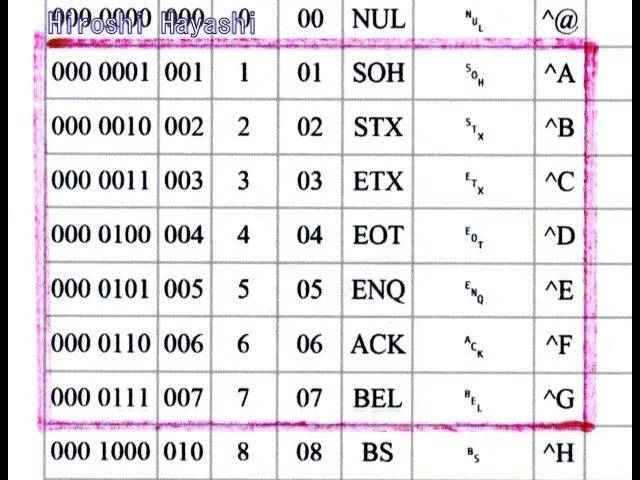 Hiroshi Hayashi
000 0000 000 0 00 NUL ␀ ^@
000 0001 001 1 01 SOH ␁ ^A
000 0010 002 2 02 STX ␂ ^B
000 0011 003 3 03 ETX ␃ ^C
000 0100 004 4 04 EOT ␄ ^D
000 0101 005 5 05 ENQ ␅ ^E
000 0110 006 6 06 ACK ␆ ^F
000 0111 007 7 07 BEL ␇ ^G
000 1000 010 8 08 BS ␈ ^H